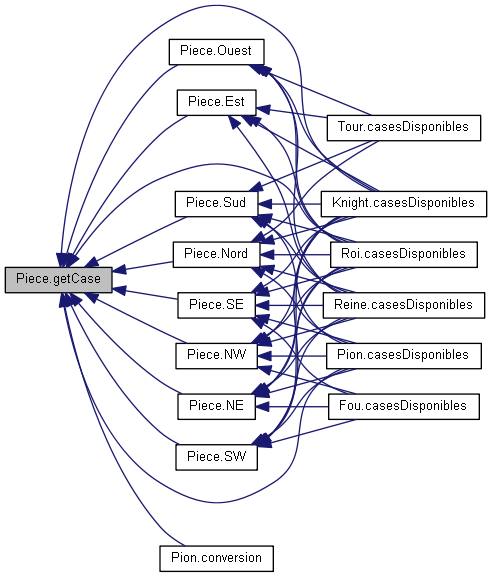 Piece.Ouest
Piece.Est
Tour.casesDisponibles
Piece.Sud
Knight.casesDisponibles
Piece.Nord
Roi.casesDisponibles
Piece.getCase
Piece.SE
Reine.casesDisponibles
Piece.NW
Pion.casesDisponibles
Piece.NE
Fou.casesDisponibles
Piece.SW
Pion.conversion